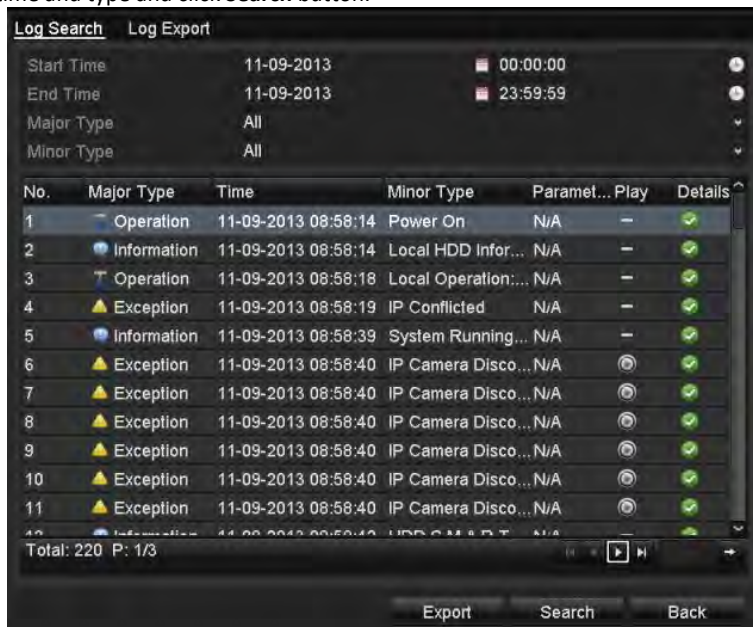 time and type and click Search button.
Log Search Log Export
Start Time 11-09-2013 00:00:00
End Time 11-09-2013 23:59:59
Major Type All
Minor Type All
No. Major Type Time Minor Type Paramet... Play Details
1 Operation 11-09-2013 08:58:14 Power On N/A –
2 Information 11-09-2013 08:58:14 Local HDD Infor... N/A –
3 Operation 11-09-2013 08:58:18 Local Operation:... N/A –
4 Exception 11-09-2013 08:58:19 IP Conflicted N/A –
5 Information 11-09-2013 08:58:39 System Running... N/A –
6 Exception 11-09-2013 08:58:40 IP Camera Disco... N/A
7 Exception 11-09-2013 08:58:40 IP Camera Disco... N/A
8 Exception 11-09-2013 08:58:40 IP Camera Disco... N/A
9 Exception 11-09-2013 08:58:40 IP Camera Disco... N/A
10 Exception 11-09-2013 08:58:40 IP Camera Disco... N/A
11 Exception 11-09-2013 08:58:40 IP Camera Disco... N/A
Total: 220 P: 1/3
Export Search Back